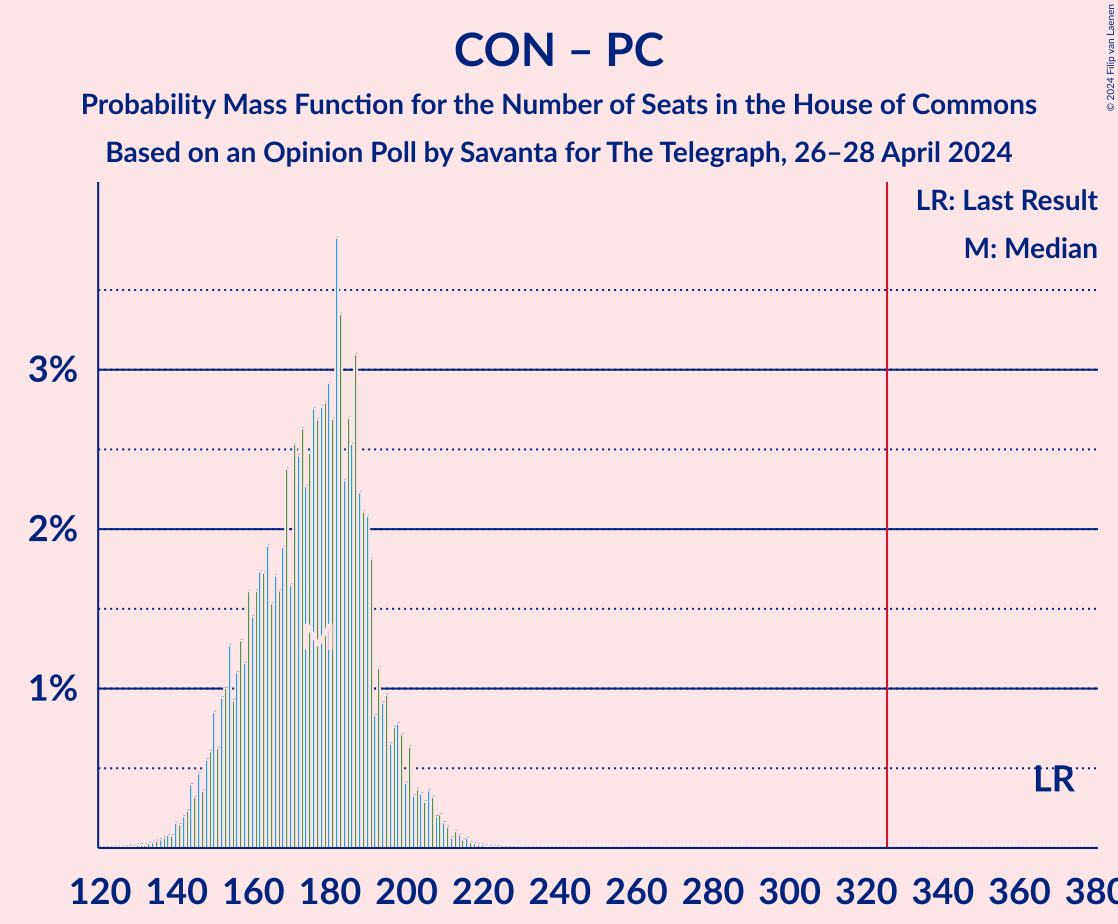 CON – PC
Probability Mass Function for the Number of Seats in the House of Commons
Based on an Opinion Poll by Savanta for The Telegraph, 26–28 April 2024
© 2024 Filip van Laenen
LR: Last Result
M: Median
3%
2%
1%
M
LR
120 140 160 180 200 220 240 260 280 300 320 340 360 380